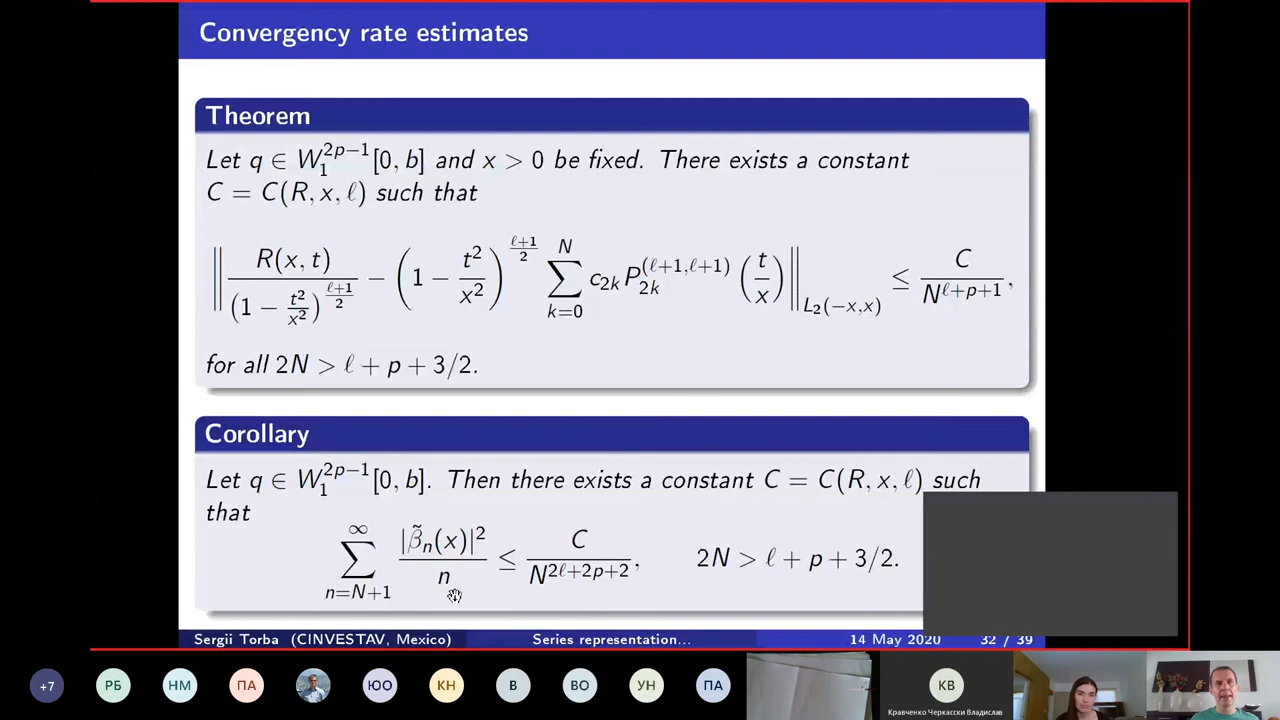 Convergency rate estimates
Theorem
Let q ∈ W_1^{2p−1}[0, b] and x > 0 be fixed. There exists a constant
C = C(R, x, ℓ) such that
‖ R(x, t) / (1 − t²/x²)^{(ℓ+1)/2} − (1 − t²/x²)^{(ℓ+1)/2} ∑_{k=0}^{N} c_{2k} P_{2k}^{(ℓ+1,ℓ+1)} (t/x) ‖_{L₂(−x,x)} ≤ C / N^{ℓ+p+1},
for all 2N > ℓ + p + 3/2.
Corollary
Let q ∈ W_1^{2p−1}[0, b]. Then there exists a constant C = C(R, x, ℓ) such
that
∑_{n=N+1}^{∞} |β̃_n(x)|² / n ≤ C / N^{2ℓ+2p+2}, 2N > ℓ + p + 3/2.
Sergii Torba (CINVESTAV, Mexico) Series representation... 14 May 2020 32 / 39
+7 РБ НМ ПА ЮО КН В ВО УН ПА КВ
Кравченко Черкасски Владислав